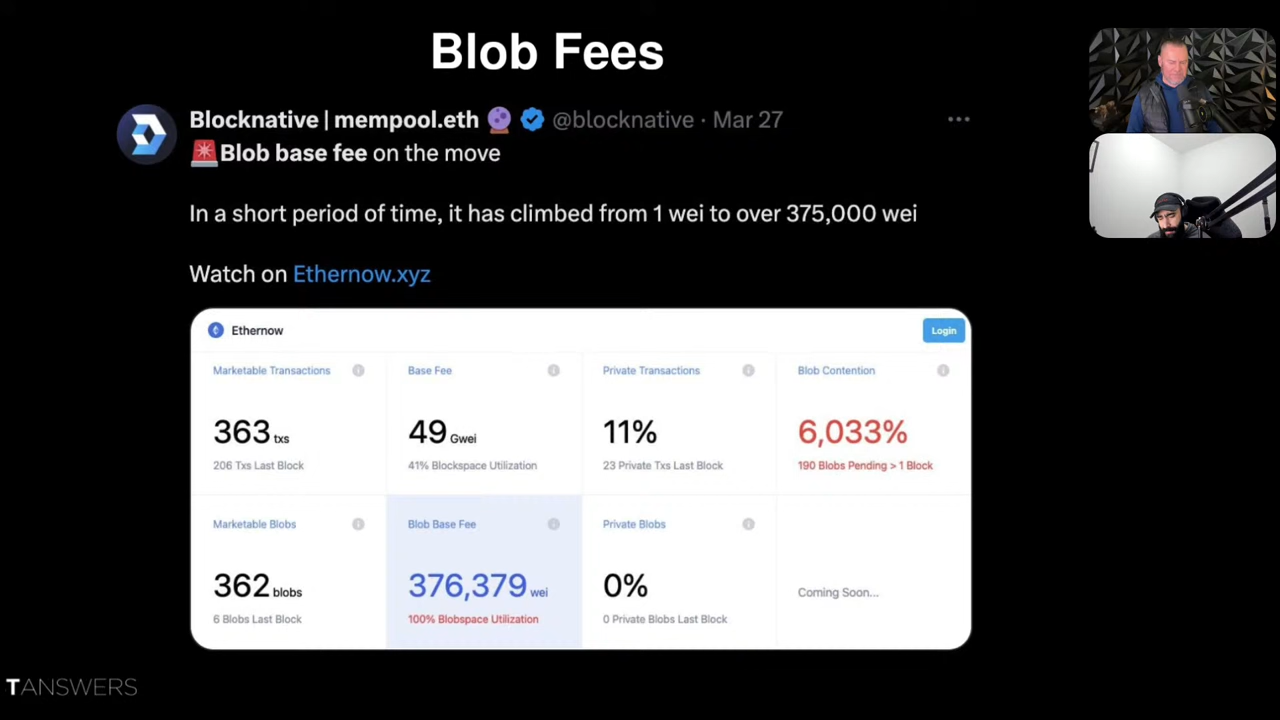 Blob Fees
Blocknative | mempool.eth @blocknative · Mar 27
Blob base fee on the move
In a short period of time, it has climbed from 1 wei to over 375,000 wei
Watch on Ethernow.xyz
Ethernow
Login
Marketable Transactions
363 txs
206 Txs Last Block
Base Fee
49 Gwei
41% Blockspace Utilization
Private Transactions
11%
23 Private Txs Last Block
Blob Contention
6,033%
190 Blobs Pending > 1 Block
Marketable Blobs
362 blobs
6 Blobs Last Block
Blob Base Fee
376,379 wei
100% Blobspace Utilization
Private Blobs
0%
0 Private Blobs Last Block
Coming Soon...
TANSWERS